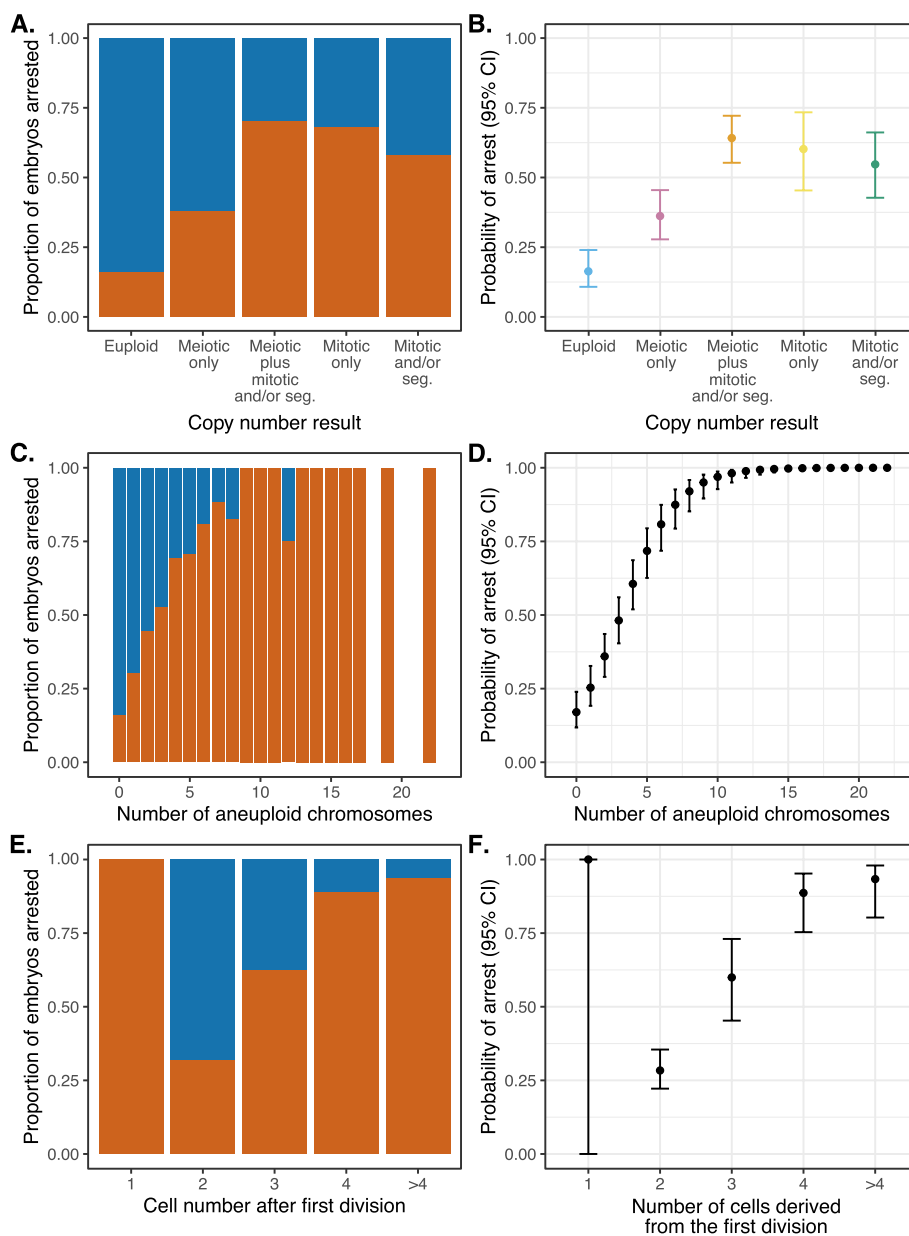 A.
Proportion of embryos arrested
1.00
0.75
0.50
0.25
0.00
Euploid
Meiotic
only
Meiotic
plus
mitotic
and/or seg.
Mitotic
only
Mitotic
and/or
seg.
Copy number result
B.
Probability of arrest (95% CI)
1.00
0.75
0.50
0.25
0.00
Euploid
Meiotic
only
Meiotic
plus
mitotic
and/or seg.
Mitotic
only
Mitotic
and/or
seg.
Copy number result
C.
Proportion of embryos arrested
1.00
0.75
0.50
0.25
0.00
0 5 10 15 20
Number of aneuploid chromosomes
D.
Probability of arrest (95% CI)
1.00
0.75
0.50
0.25
0.00
0 5 10 15 20
Number of aneuploid chromosomes
E.
Proportion of embryos arrested
1.00
0.75
0.50
0.25
0.00
1 2 3 4 >4
Cell number after first division
F.
Probability of arrest (95% CI)
1.00
0.75
0.50
0.25
0.00
1 2 3 4 >4
Number of cells derived
from the first division